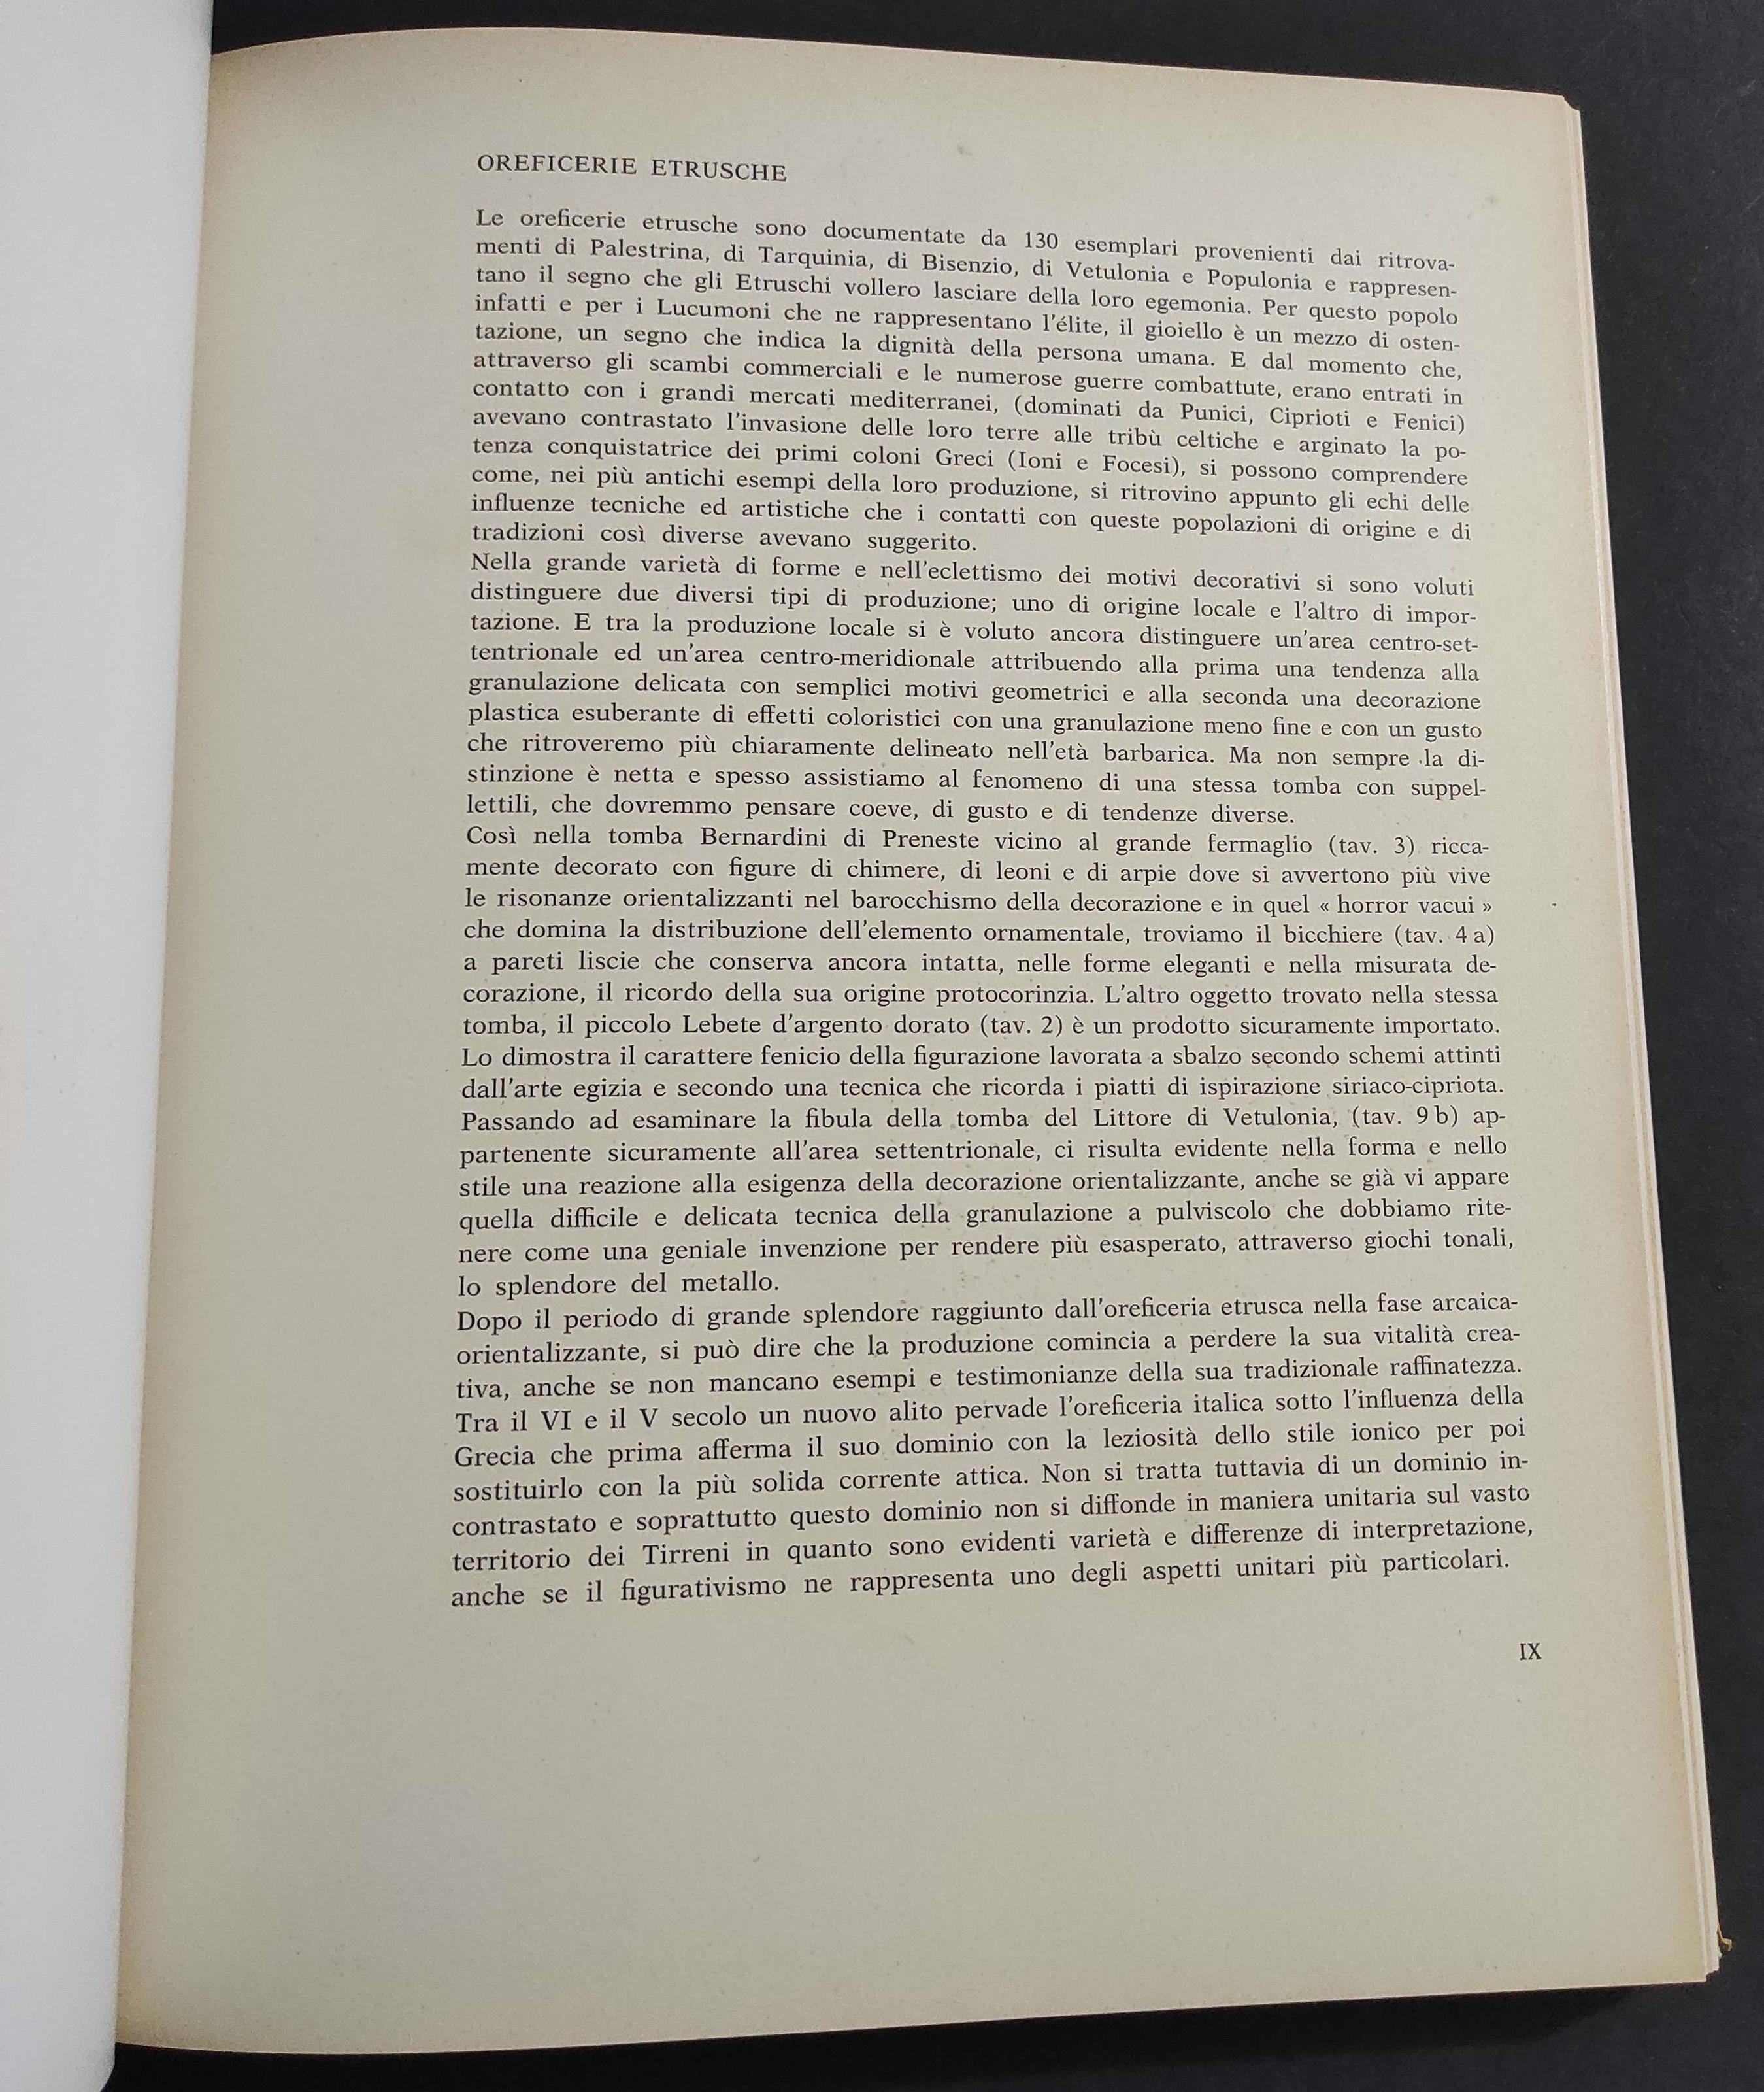 OREFICERIE ETRUSCHE
Le oreficerie etrusche sono documentate da 130 esemplari provenienti dai ritrova-
menti di Palestrina, di Tarquinia, di Bisenzio, di Vetulonia e Populonia e rappresen-
tano il segno che gli Etruschi vollero lasciare della loro egemonia. Per questo popolo
infatti e per i Lucumoni che ne rappresentano l'élite, il gioiello è un mezzo di osten-
tazione, un segno che indica la dignità della persona umana. E dal momento che,
attraverso gli scambi commerciali e le numerose guerre combattute, erano entrati in
contatto con i grandi mercati mediterranei, (dominati da Punici, Ciprioti e Fenici)
avevano contrastato l'invasione delle loro terre alle tribù celtiche e arginato la po-
tenza conquistatrice dei primi coloni Greci (Ioni e Focesi), si possono comprendere
come, nei più antichi esempi della loro produzione, si ritrovino appunto gli echi delle
influenze tecniche ed artistiche che i contatti con queste popolazioni di origine e di
tradizioni così diverse avevano suggerito.
Nella grande varietà di forme e nell'eclettismo dei motivi decorativi si sono voluti
distinguere due diversi tipi di produzione; uno di origine locale e l'altro di impor-
tazione. E tra la produzione locale si è voluto ancora distinguere un'area centro-set-
tentrionale ed un'area centro-meridionale attribuendo alla prima una tendenza alla
granulazione delicata con semplici motivi geometrici e alla seconda una decorazione
plastica esuberante di effetti coloristici con una granulazione meno fine e con un gusto
che ritroveremo più chiaramente delineato nell'età barbarica. Ma non sempre la di-
stinzione è netta e spesso assistiamo al fenomeno di una stessa tomba con suppel-
lettili, che dovremmo pensare coeve, di gusto e di tendenze diverse.
Così nella tomba Bernardini di Preneste vicino al grande fermaglio (tav. 3) ricca-
mente decorato con figure di chimere, di leoni e di arpie dove si avvertono più vive
le risonanze orientalizzanti nel barocchismo della decorazione e in quel « horror vacui »
che domina la distribuzione dell'elemento ornamentale, troviamo il bicchiere (tav. 4 a)
a pareti liscie che conserva ancora intatta, nelle forme eleganti e nella misurata de-
corazione, il ricordo della sua origine protocorinzia. L'altro oggetto trovato nella stessa
tomba, il piccolo Lebete d'argento dorato (tav. 2) è un prodotto sicuramente importato.
Lo dimostra il carattere fenicio della figurazione lavorata a sbalzo secondo schemi attinti
dall'arte egizia e secondo una tecnica che ricorda i piatti di ispirazione siriaco-cipriota.
Passando ad esaminare la fibula della tomba del Littore di Vetulonia, (tav. 9 b) ap-
partenente sicuramente all'area settentrionale, ci risulta evidente nella forma e nello
stile una reazione alla esigenza della decorazione orientalizzante, anche se già vi appare
quella difficile e delicata tecnica della granulazione a pulviscolo che dobbiamo rite-
nere come una geniale invenzione per rendere più esasperato, attraverso giochi tonali,
lo splendore del metallo.
Dopo il periodo di grande splendore raggiunto dall'oreficeria etrusca nella fase arcaica-
orientalizzante, si può dire che la produzione comincia a perdere la sua vitalità crea-
tiva, anche se non mancano esempi e testimonianze della sua tradizionale raffinatezza.
Tra il VI e il V secolo un nuovo alito pervade l'oreficeria italica sotto l'influenza della
Grecia che prima afferma il suo dominio con la leziosità dello stile ionico per poi
sostituirlo con la più solida corrente attica. Non si tratta tuttavia di un dominio in-
contrastato e soprattutto questo dominio non si diffonde in maniera unitaria sul vasto
territorio dei Tirreni in quanto sono evidenti varietà e differenze di interpretazione,
anche se il figurativismo ne rappresenta uno degli aspetti unitari più particolari.
IX